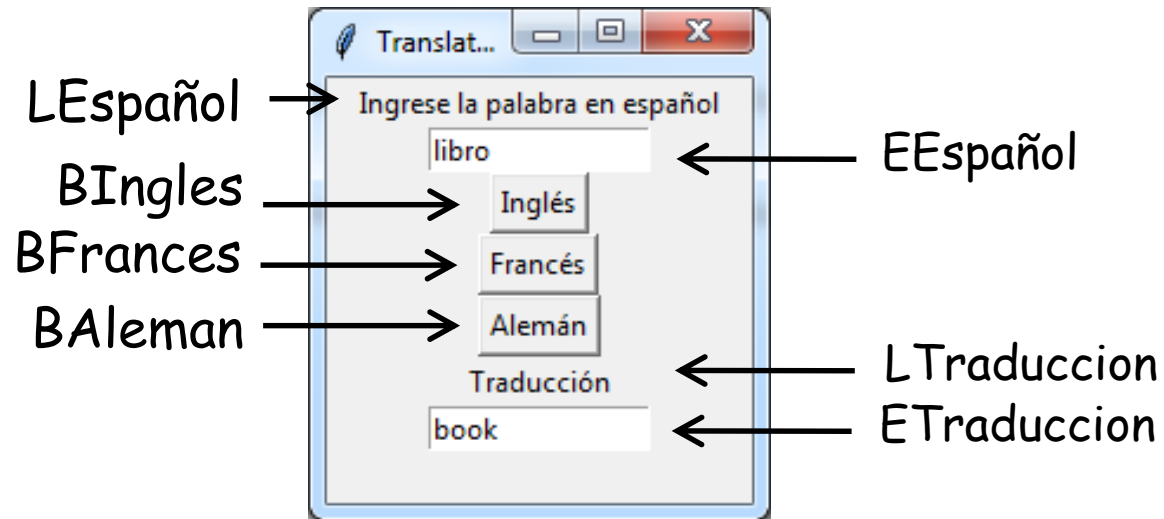 Translat...
LEspañol
Ingrese la palabra en español
libro
EEspañol
BIngles
Inglés
BFrances
Francés
BAleman
Alemán
Traducción
LTraduccion
book
ETraduccion